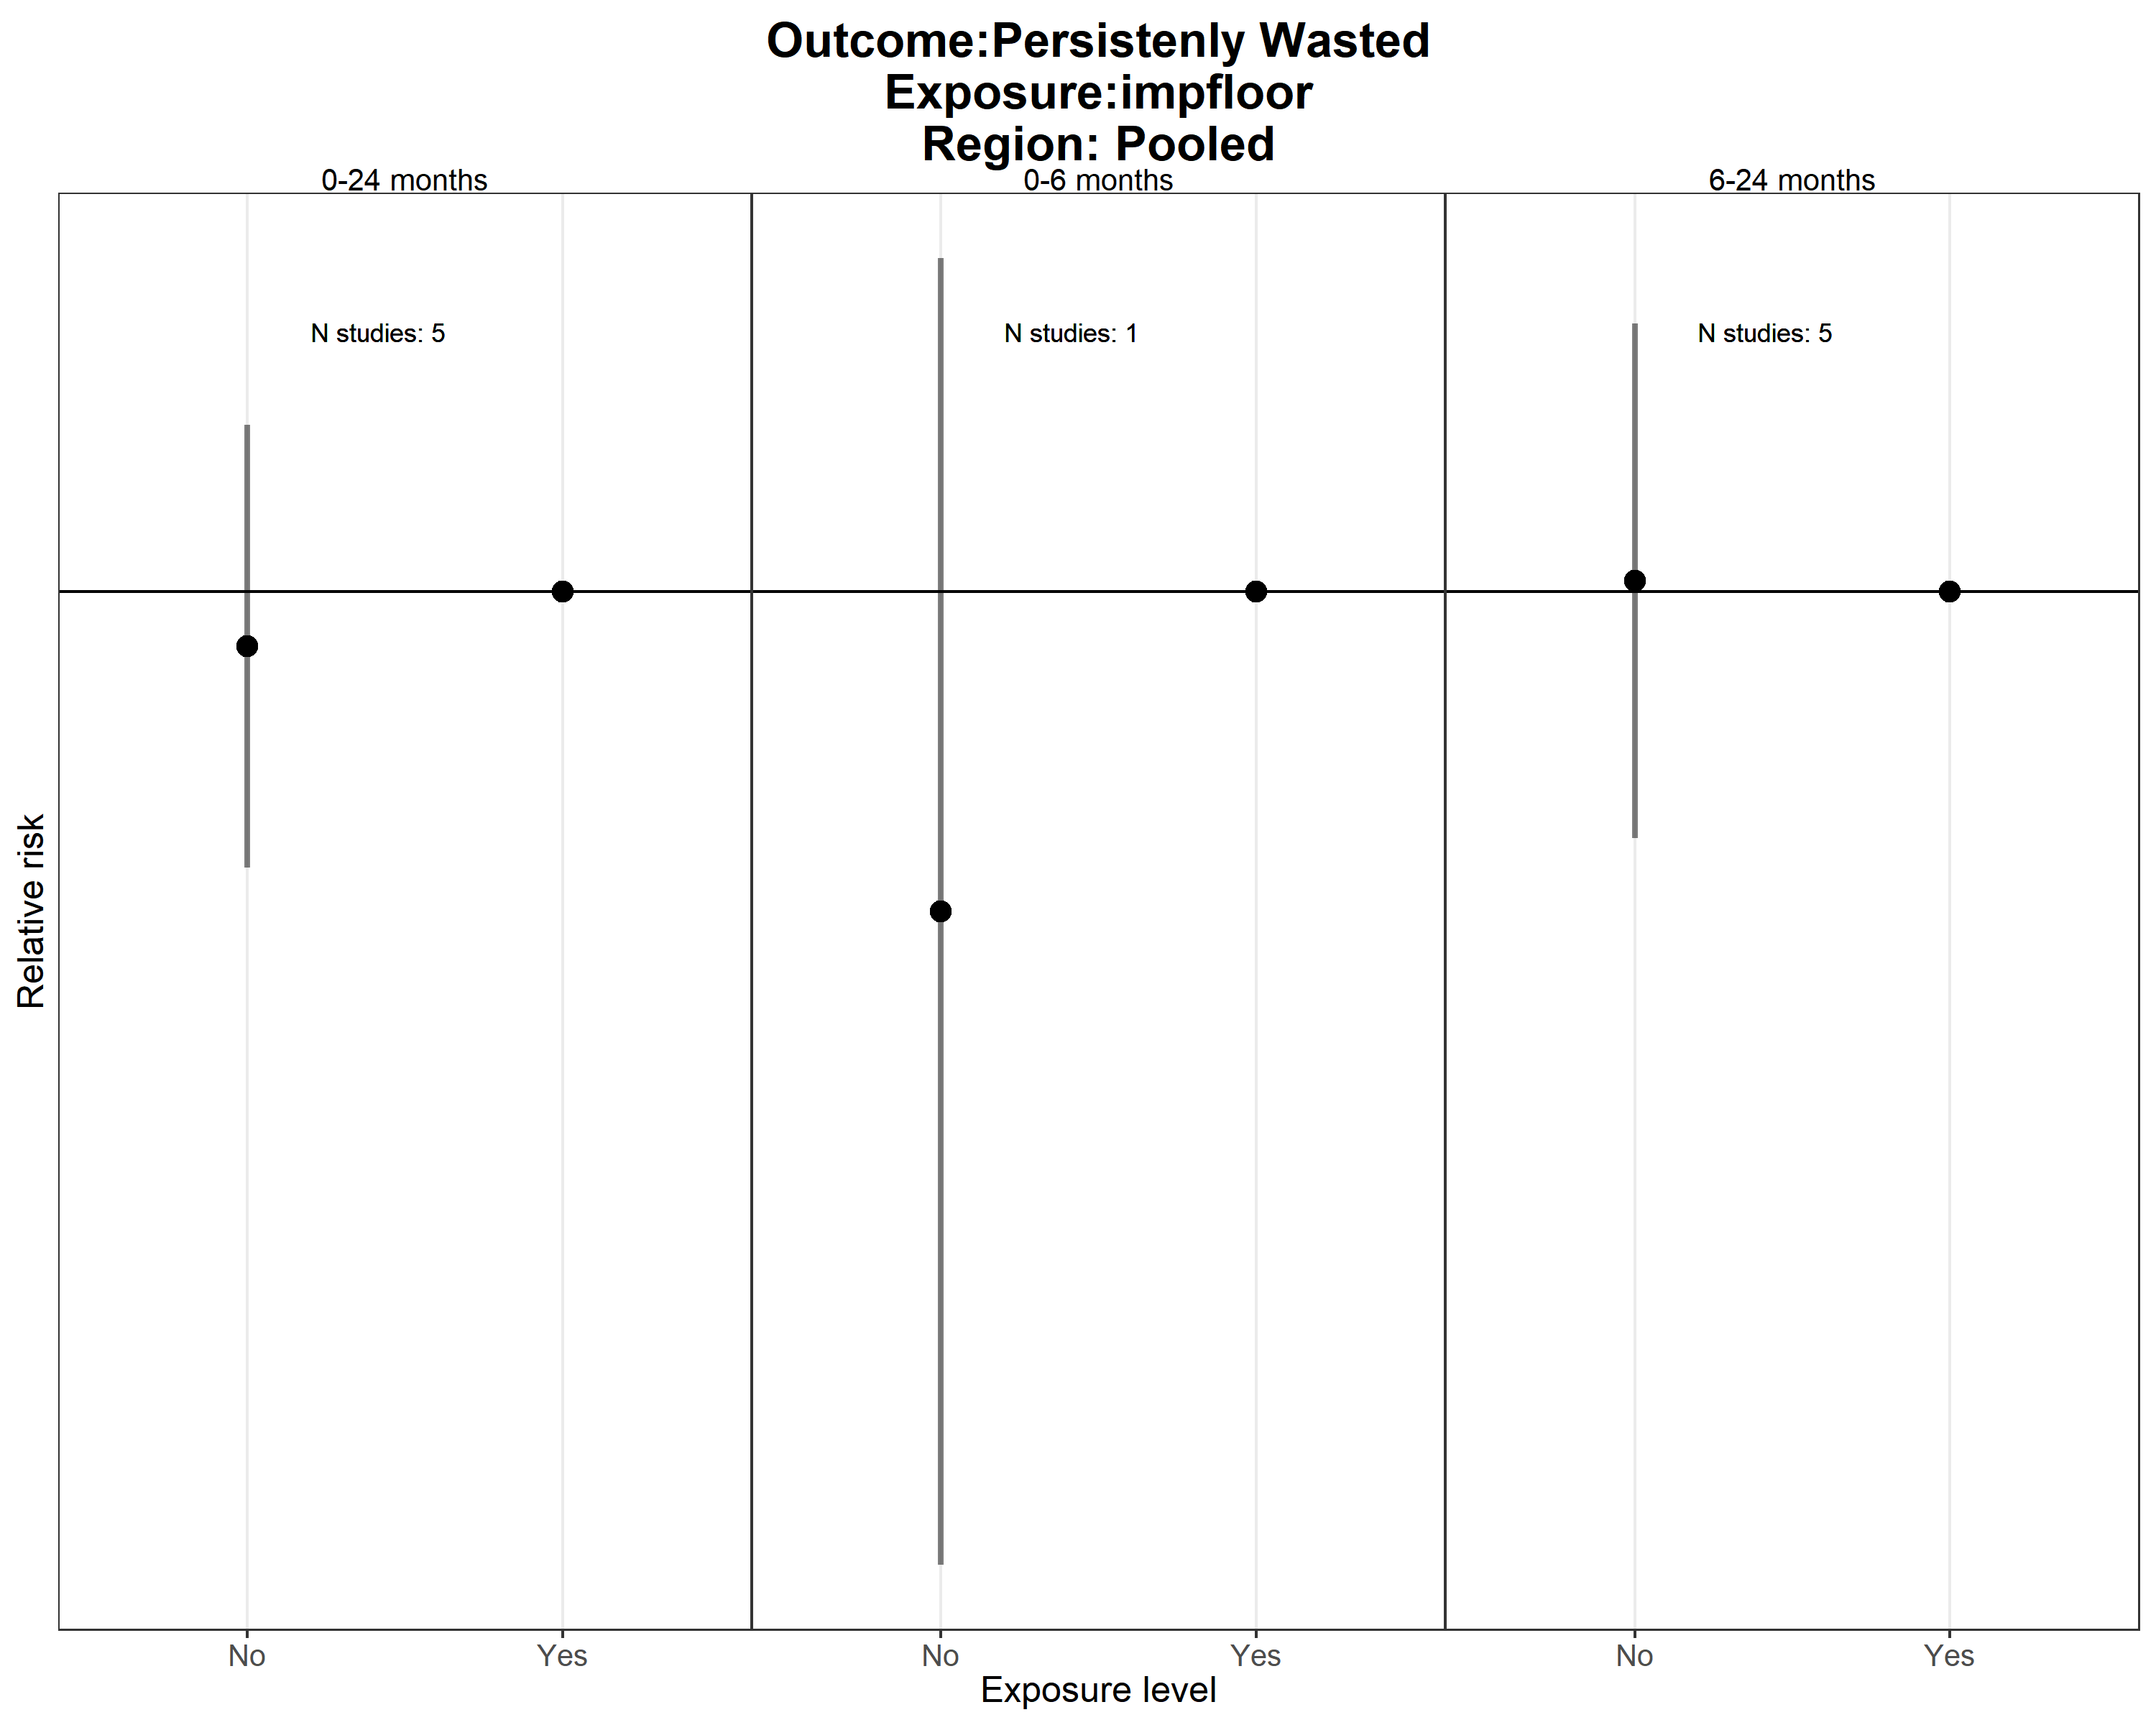 Outcome:Persistenly Wasted
Exposure:impfloor
Region: Pooled
0-24 months
0-6 months
6-24 months
N studies: 5
N studies: 1
N studies: 5
Relative risk
No
Yes
No
Yes
No
Yes
Exposure level